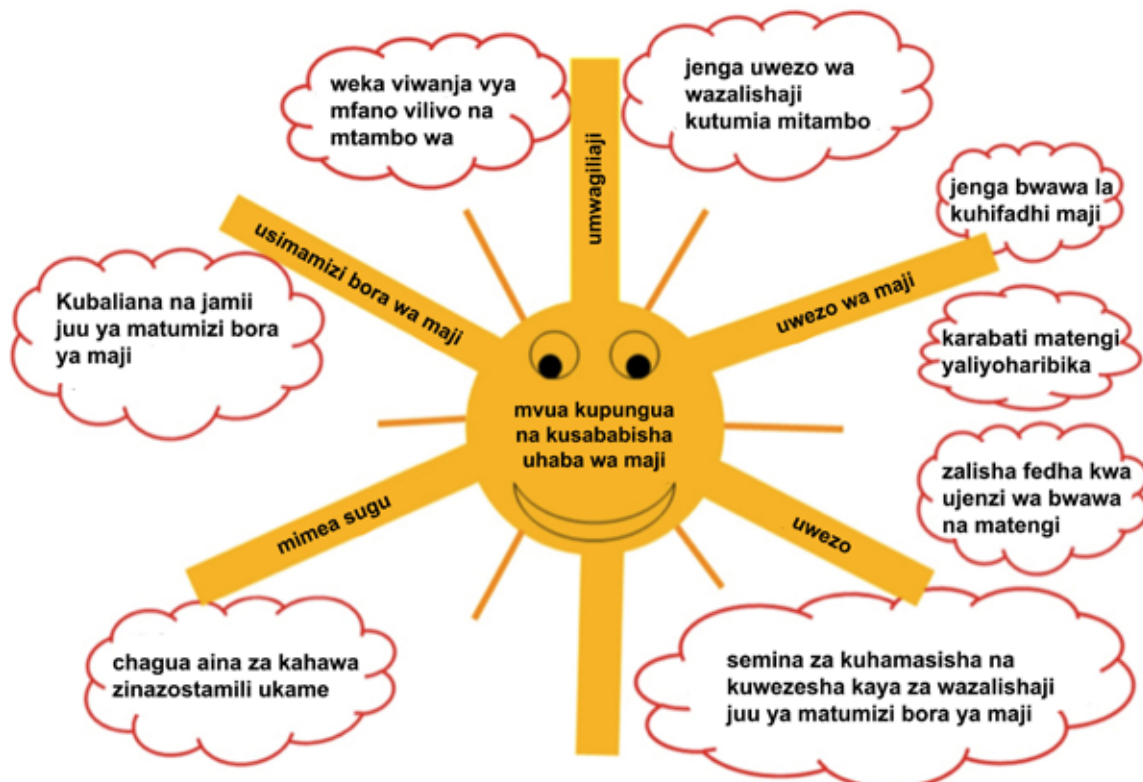 weka viwanja vya
mfano vilivo na
mtambo wa
umwagiliaji
jenga uwezo wa
wazalishaji
kutumia mitambo
jenga bwawa la
kuhifadhi maji
uwezo wa maji
karabati matengi
yaliyoharibika
zalisha fedha kwa
ujenzi wa bwawa
na matengi
usimamizi bora wa maji
Kubaliana na jamii
juu ya matumizi bora
ya maji
mvua kupungua
na kusababisha
uhaba wa maji
mimea sugu
chagua aina za kahawa
zinazostamili ukame
uwezo
semina za kuhamasisha na
kuwezesha kaya za wazalishaji
juu ya matumizi bora ya maji